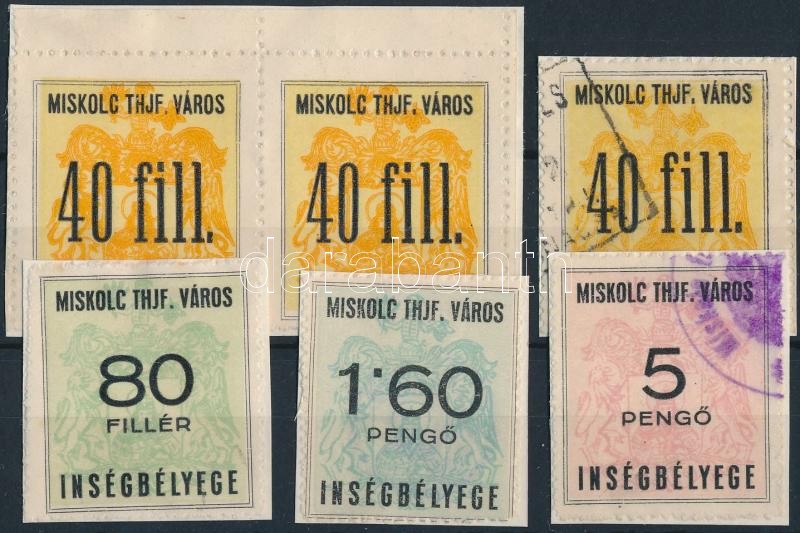 MISKOLC THJF. VÁROS
40 fill.
MISKOLC THJF. VÁROS
40 fill.
MISKOLC THJF. VÁROS
40 fill.
MISKOLC THJF. VÁROS
80
FILLÉR
INSÉGBÉLYEGE
MISKOLC THJF. VÁROS
1·60
PENGŐ
INSÉGBÉLYEGE
MISKOLC THJF. VÁROS
5
PENGŐ
INSÉGBÉLYEGE
darabanth